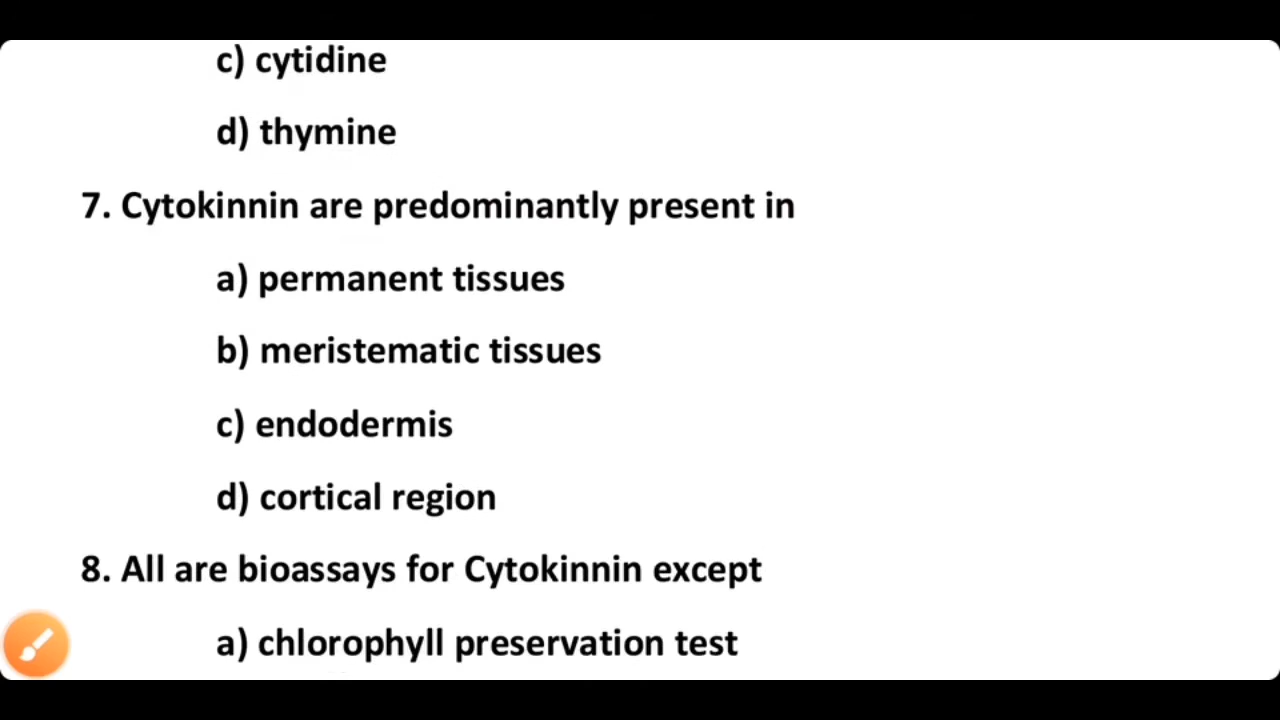 c) cytidine
d) thymine
7. Cytokinnin are predominantly present in
a) permanent tissues
b) meristematic tissues
c) endodermis
d) cortical region
8. All are bioassays for Cytokinnin except
a) chlorophyll preservation test